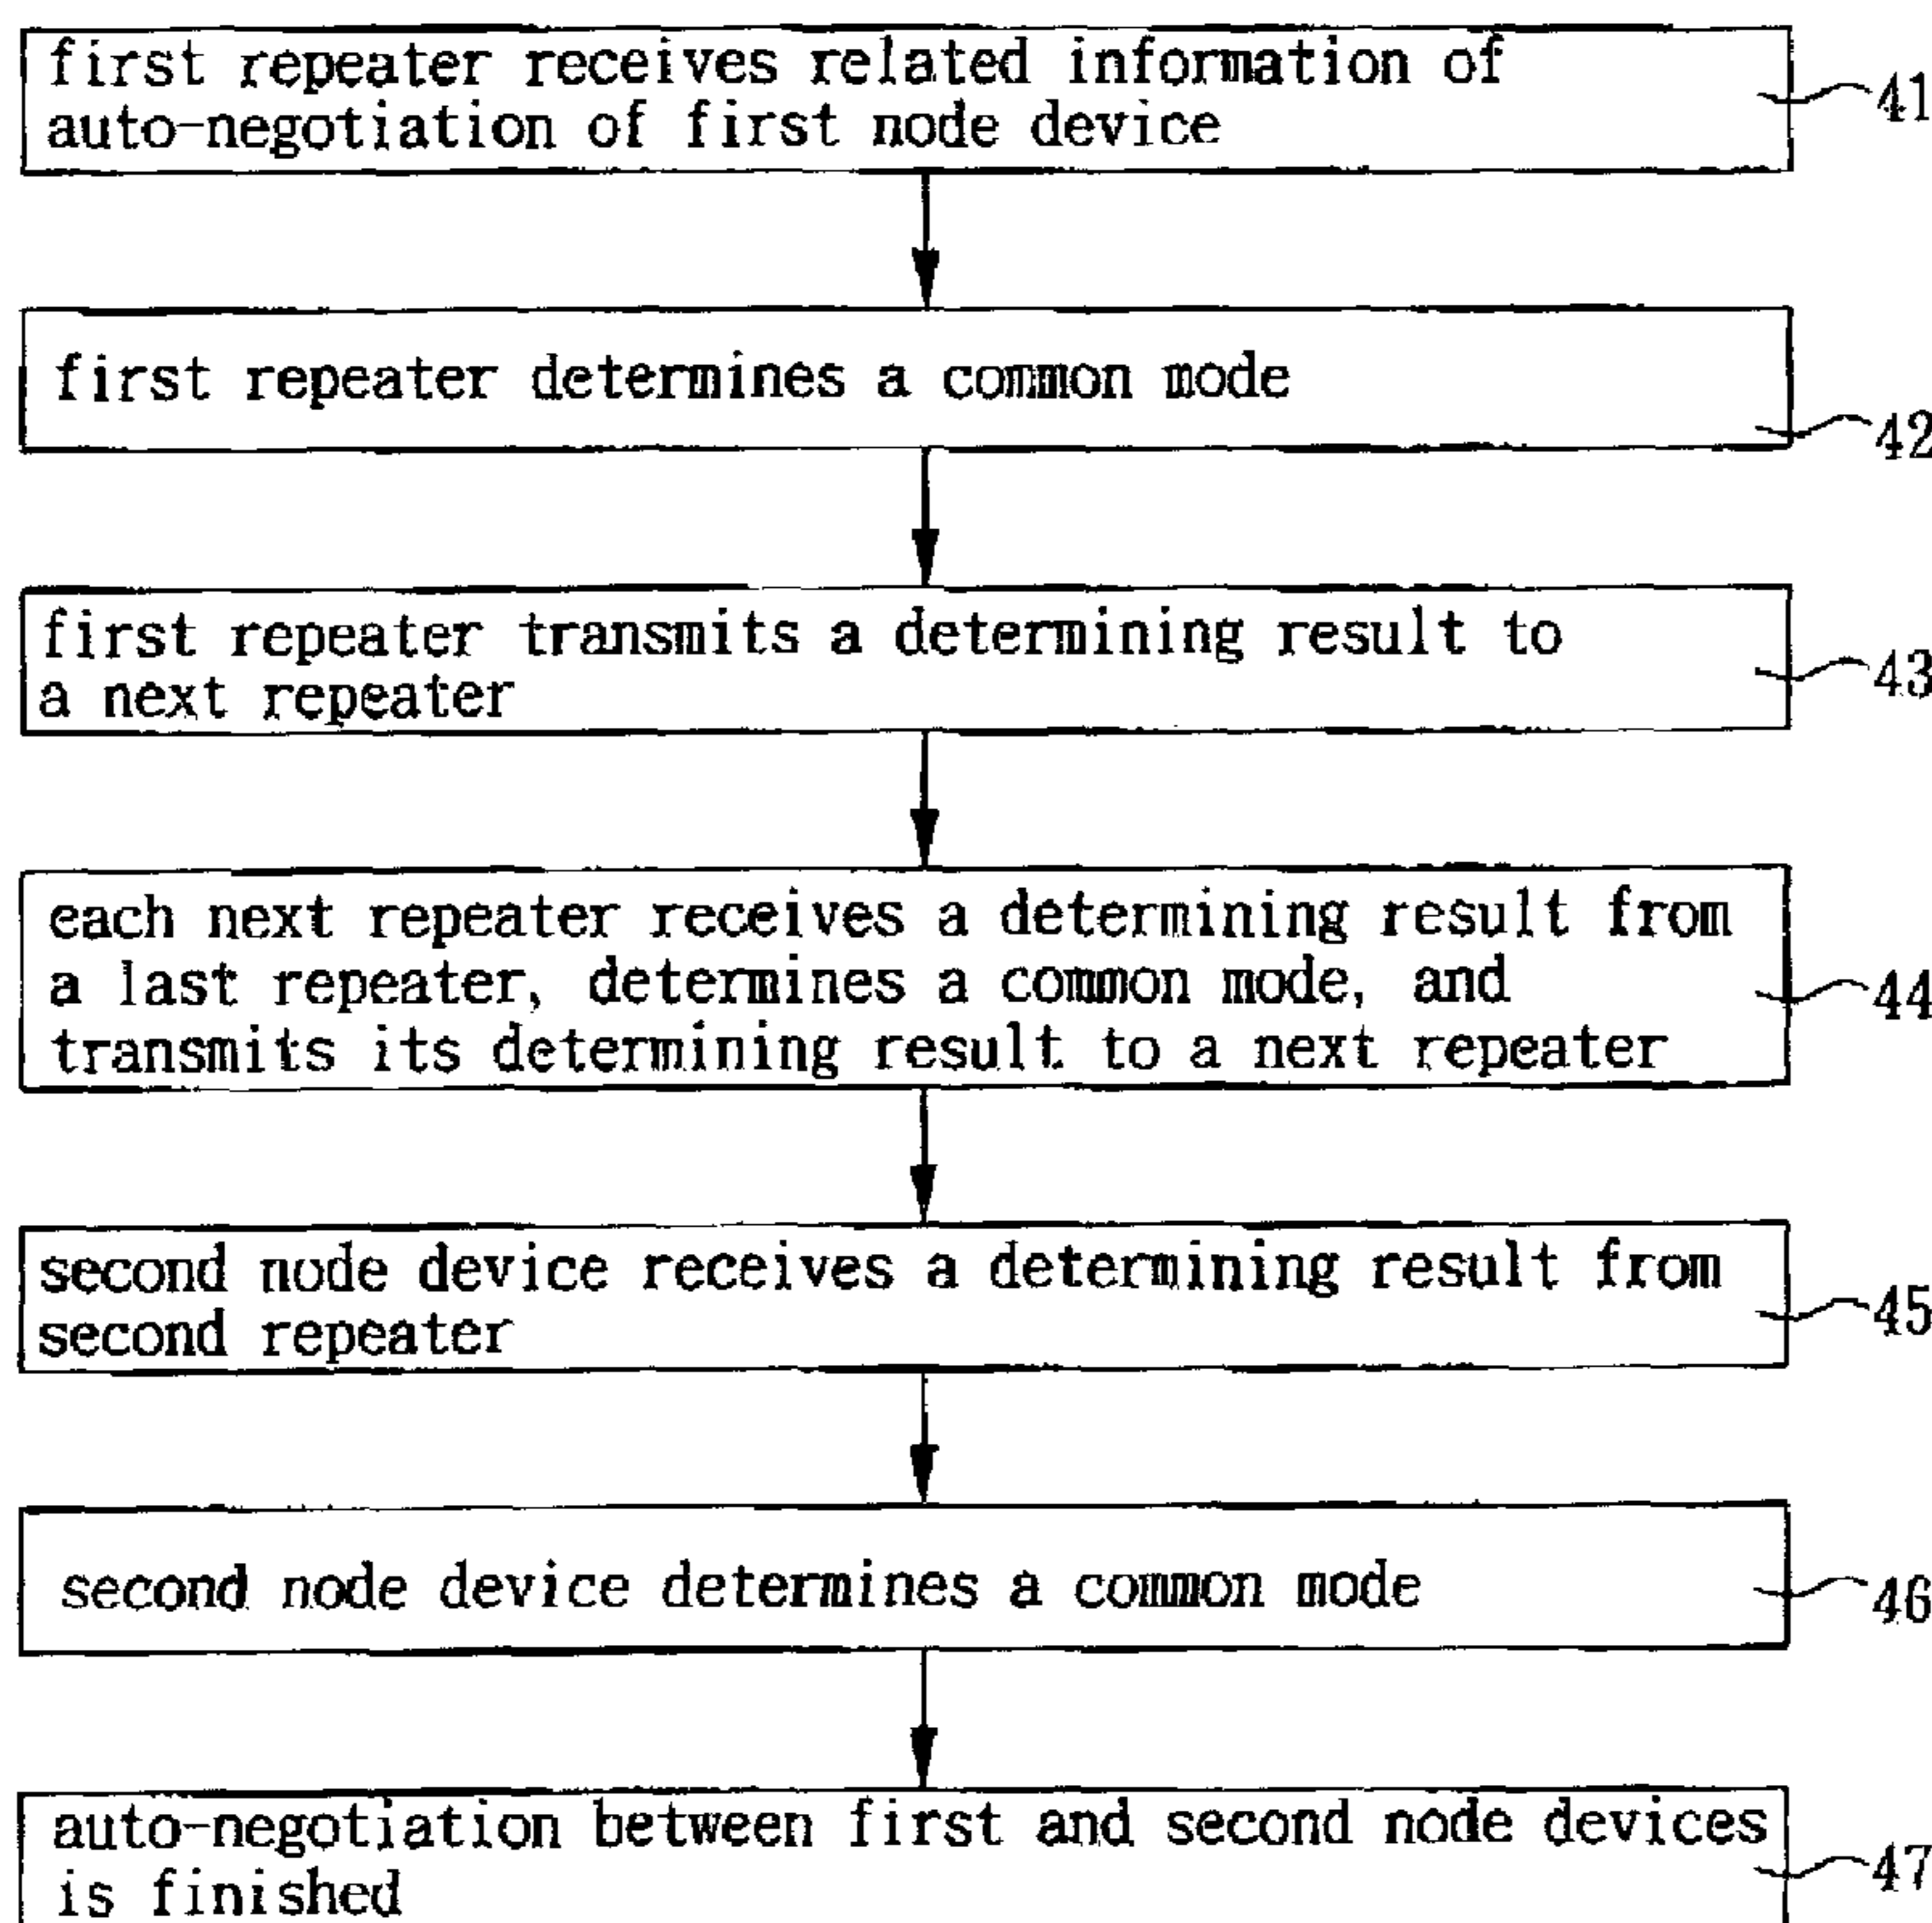 first repeater receives related information of
auto-negotiation of first node device
41
first repeater determines a common mode
42
first repeater transmits a determining result to
a next repeater
43
each next repeater receives a determining result from
a last repeater, determines a common mode, and
transmits its determining result to a next repeater
44
second node device receives a determining result from
second repeater
45
second node device determines a common mode
46
auto-negotiation between first and second node devices
is finished
47